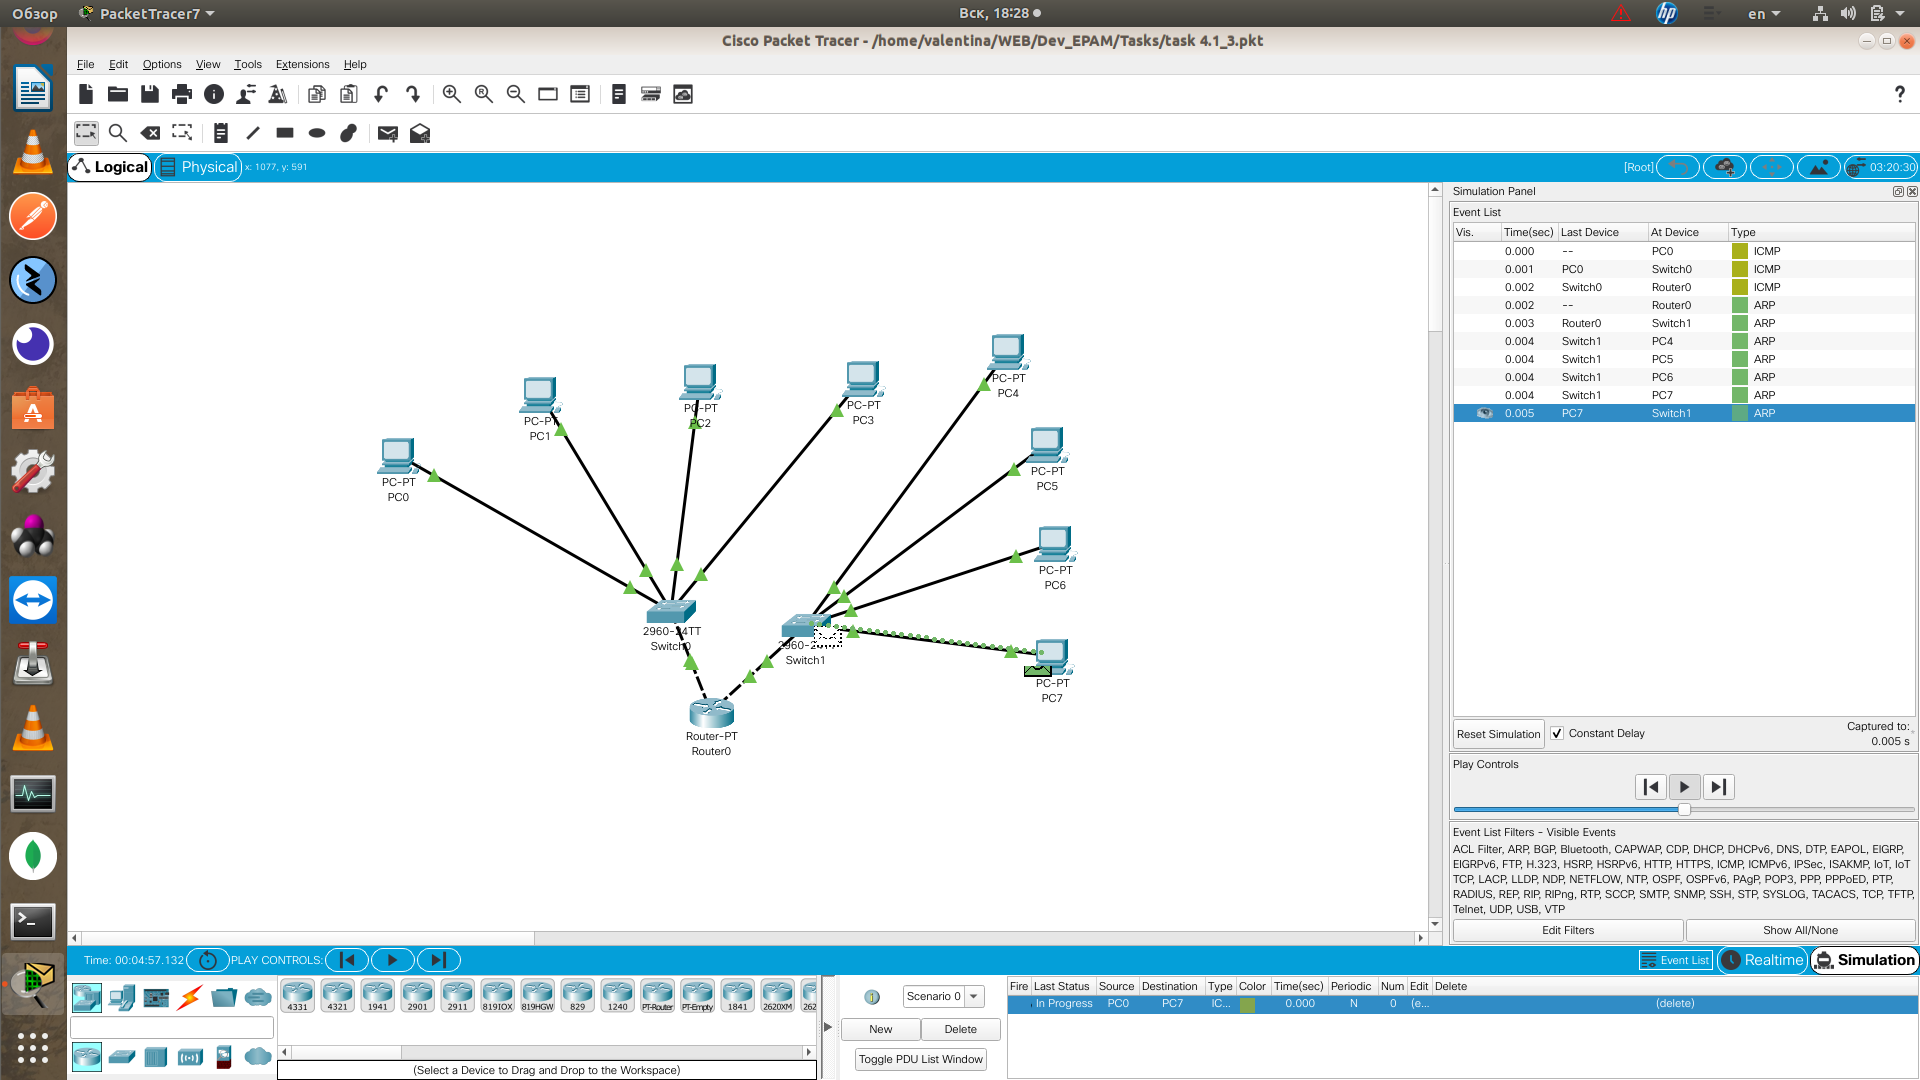 Обзор PacketTracer7 Вск, 18:28 en
Cisco Packet Tracer - /home/valentina/WEB/Dev_EPAM/Tasks/task 4.1_3.pkt
File Edit Options View Tools Extensions Help
Logical Physical x: 1077, y: 591 [Root] 03:20:30
Simulation Panel
Event List
Vis. Time(sec) Last Device At Device Type
0.000 -- PC0 ICMP
0.001 PC0 Switch0 ICMP
0.002 Switch0 Router0 ICMP
0.002 -- Router0 ARP
0.003 Router0 Switch1 ARP
0.004 Switch1 PC4 ARP
0.004 Switch1 PC5 ARP
0.004 Switch1 PC6 ARP
0.004 Switch1 PC7 ARP
0.005 PC7 Switch1 ARP
PC-PT
PC0
PC-PT
PC1
PC-PT
PC2
PC-PT
PC3
PC-PT
PC4
PC-PT
PC5
PC-PT
PC6
PC-PT
PC7
2960-24TT
Switch0
Switch1
Router-PT
Router0
Reset Simulation Constant Delay Captured to:
0.005 s
Play Controls
Event List Filters - Visible Events
ACL Filter, ARP, BGP, Bluetooth, CAPWAP, CDP, DHCP, DHCPv6, DNS, DTP, EAPOL, EIGRP,
EIGRPv6, FTP, H.323, HSRP, HSRPv6, HTTP, HTTPS, ICMP, ICMPv6, IPSec, ISAKMP, IoT, IoT
TCP, LACP, LLDP, NDP, NETFLOW, NTP, OSPF, OSPFv6, PAgP, POP3, PPP, PPPoED, PTP,
RADIUS, REP, RIP, RIPng, RTP, SCCP, SMTP, SNMP, SSH, STP, SYSLOG, TACACS, TCP, TFTP,
Telnet, UDP, USB, VTP
Edit Filters Show All/None
Time: 00:04:57.132 PLAY CONTROLS: Event List Realtime Simulation
4331 4321 1941 2901 2911 819IOX 819HGW 829 1240 PT-Router PT-Empty 1841 2620XM 262
(Select a Device to Drag and Drop to the Workspace)
Scenario 0
New Delete
Toggle PDU List Window
Fire Last Status Source Destination Type Color Time(sec) Periodic Num Edit Delete
In Progress PC0 PC7 IC... 0.000 N 0 (e... (delete)